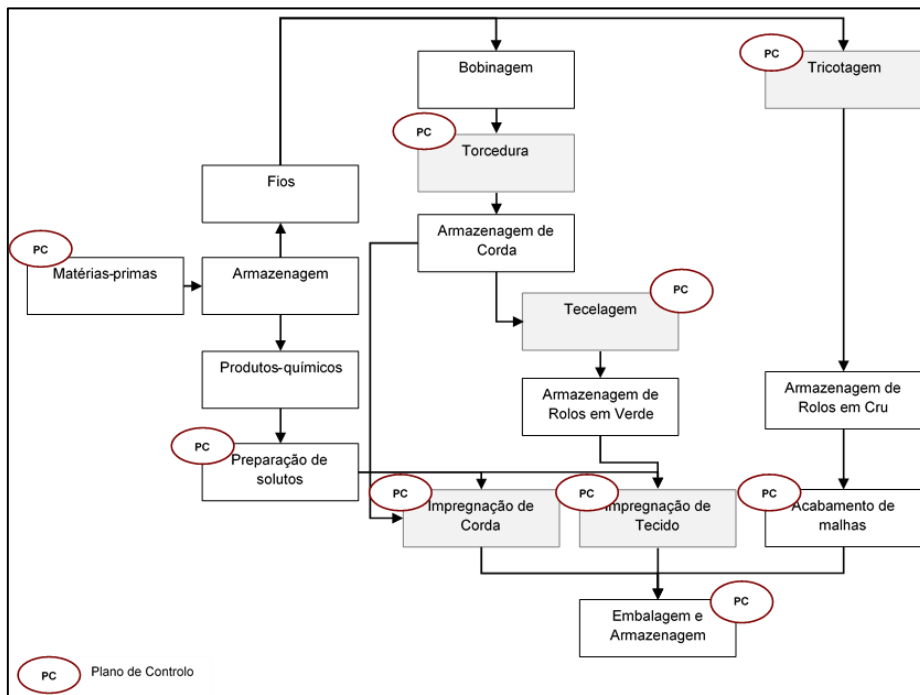 Bobinagem
PC
Tricotagem
PC
Torcedura
Fios
Armazenagem de
Corda
PC
Matérias-primas
Armazenagem
PC
Tecelagem
Produtos-químicos
Armazenagem de
Rolos em Verde
Armazenagem de
Rolos em Cru
PC
Preparação de
solutos
PC
Impregnação de
Corda
PC
Impregnação de
Tecido
PC
Acabamento de
malhas
PC
Embalagem e
Armazenagem
PC
Plano de Controlo